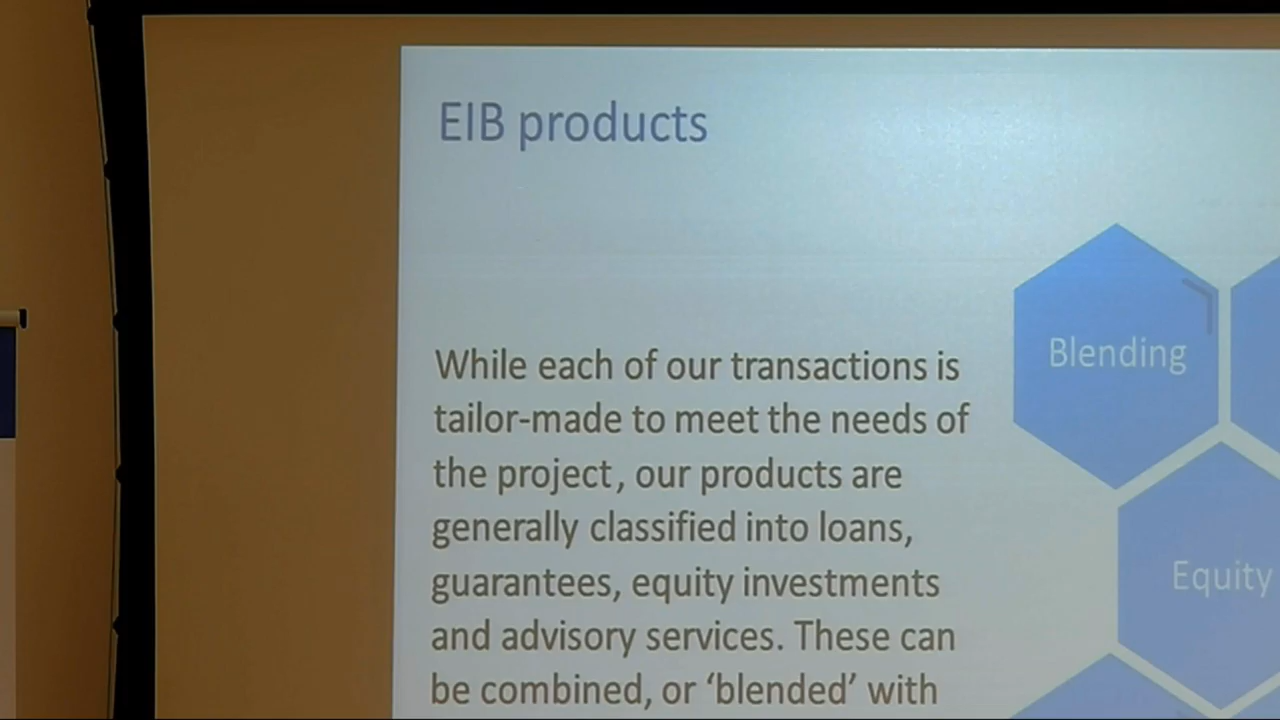 EIB products
While each of our transactions is
tailor-made to meet the needs of
the project, our products are
generally classified into loans,
guarantees, equity investments
and advisory services. These can
be combined, or ‘blended’ with
Blending
Equity